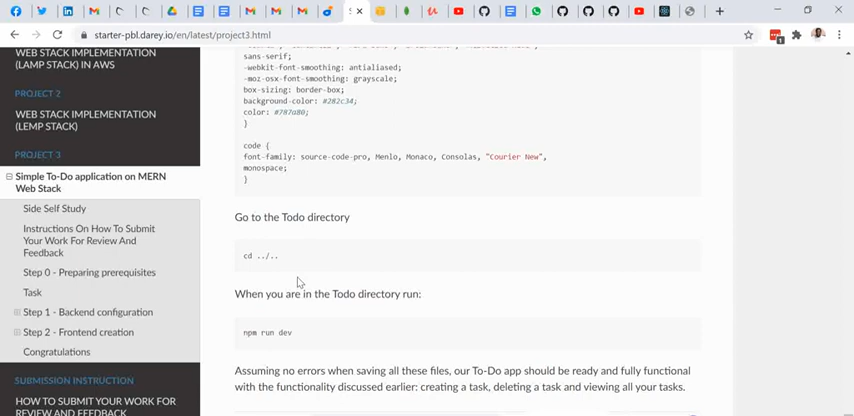 starter-pbl.darey.io/en/latest/project3.html
WEB STACK IMPLEMENTATION
(LAMP STACK) IN AWS
PROJECT 2
WEB STACK IMPLEMENTATION
(LEMP STACK)
PROJECT 3
Simple To-Do application on MERN
Web Stack
Side Self Study
Instructions On How To Submit
Your Work For Review And
Feedback
Step 0 - Preparing prerequisites
Task
Step 1 - Backend configuration
Step 2 - Frontend creation
Congratulations
SUBMISSION INSTRUCTION
HOW TO SUBMIT YOUR WORK FOR
REVIEW AND FEEDBACK
sans-serif;
-webkit-font-smoothing: antialiased;
-moz-osx-font-smoothing: grayscale;
box-sizing: border-box;
background-color: #282c34;
color: #787a80;
}
code {
font-family: source-code-pro, Menlo, Monaco, Consolas, "Courier New",
monospace;
}
Go to the Todo directory
cd ../..
When you are in the Todo directory run:
npm run dev
Assuming no errors when saving all these files, our To-Do app should be ready and fully functional
with the functionality discussed earlier: creating a task, deleting a task and viewing all your tasks.